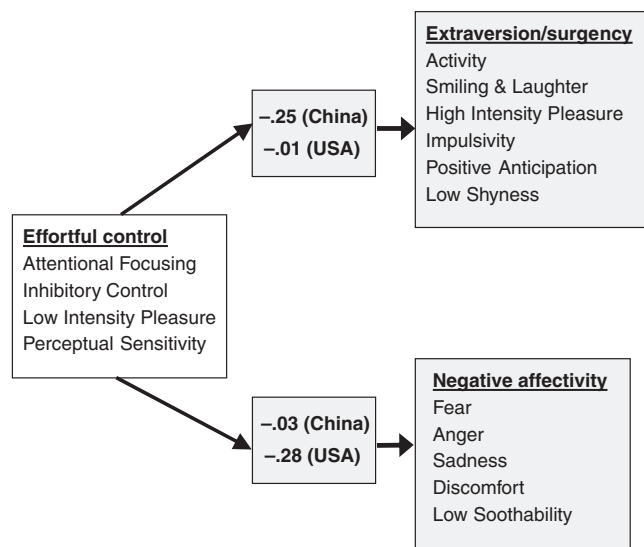 Extraversion/surgency
Activity
Smiling & Laughter
High Intensity Pleasure
Impulsivity
Positive Anticipation
Low Shyness
–.25 (China)
–.01 (USA)
Effortful control
Attentional Focusing
Inhibitory Control
Low Intensity Pleasure
Perceptual Sensitivity
–.03 (China)
–.28 (USA)
Negative affectivity
Fear
Anger
Sadness
Discomfort
Low Soothability